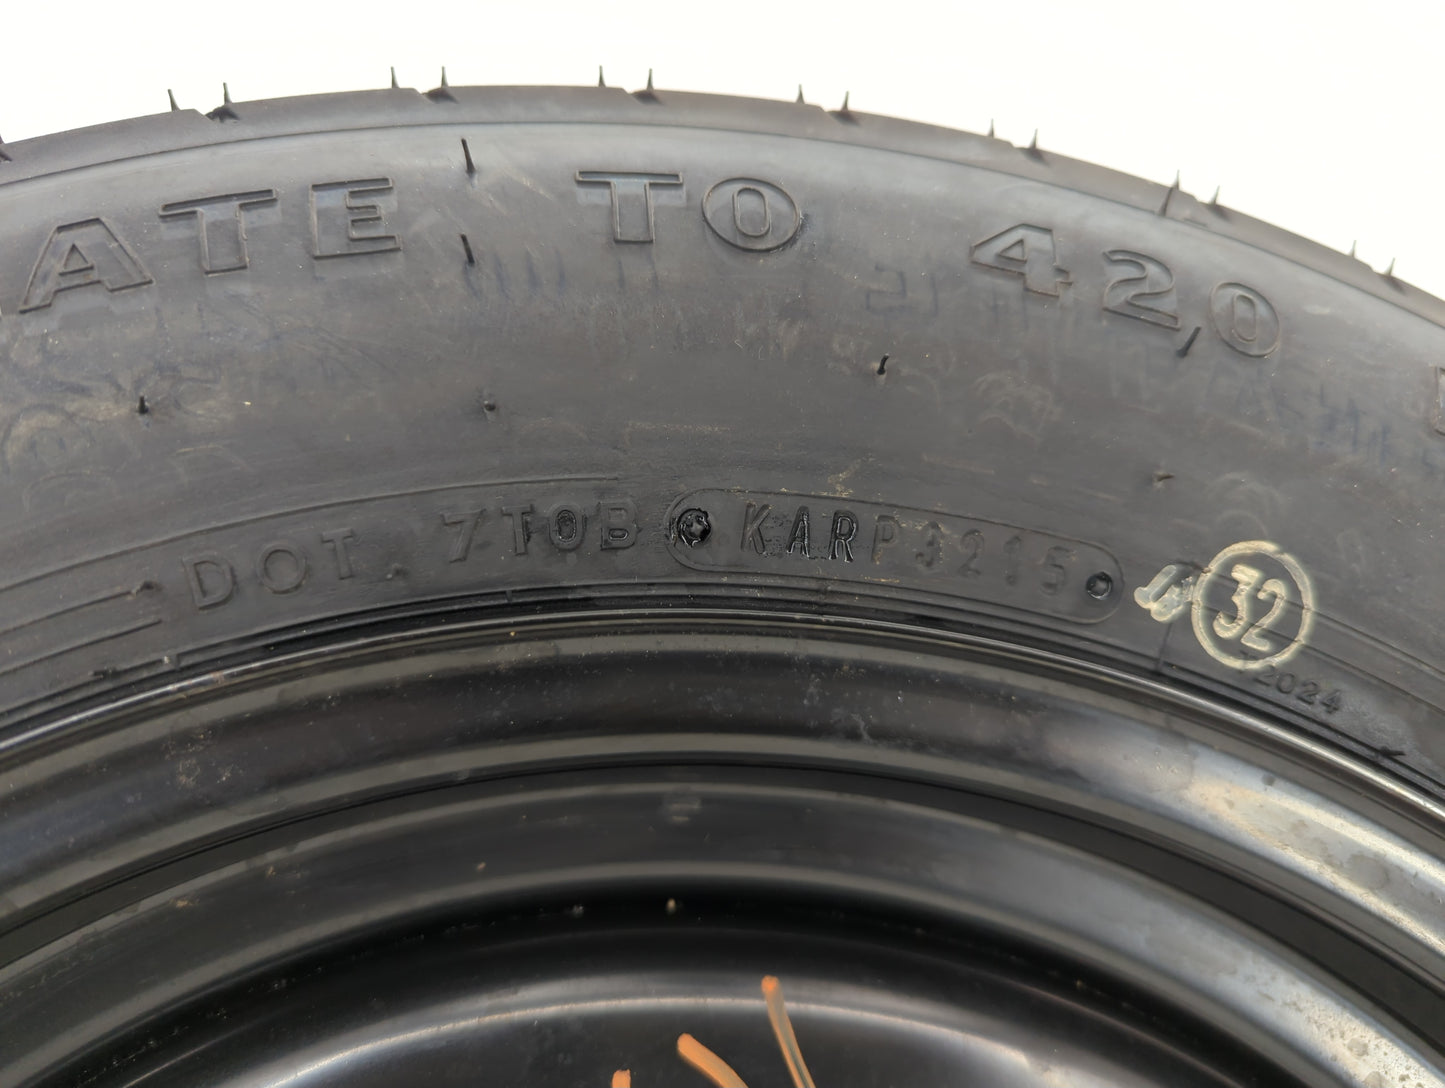 ATE TO 420
DOT 7T0B KARP3215
32
2024